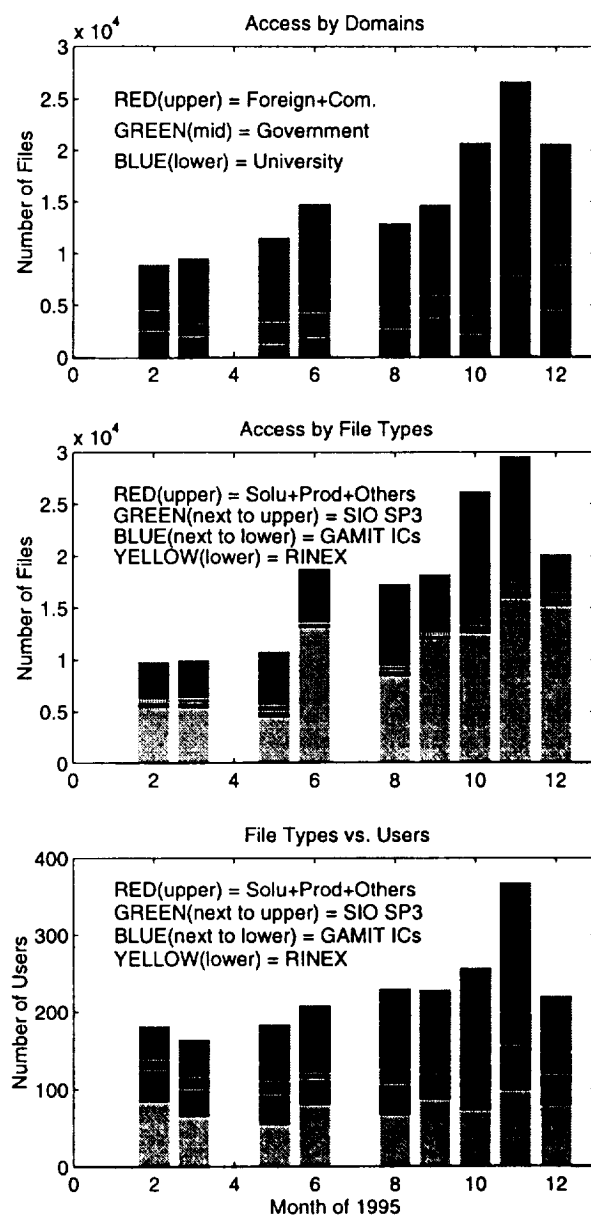 Access by Domains
x 10^4
3
2.5
2
1.5
1
0.5
0
RED(upper) = Foreign+Com.
GREEN(mid) = Government
BLUE(lower) = University
Number of Files
0 2 4 6 8 10 12
Access by File Types
x 10^4
3
2.5
2
1.5
1
0.5
0
RED(upper) = Solu+Prod+Others
GREEN(next to upper) = SIO SP3
BLUE(next to lower) = GAMIT ICs
YELLOW(lower) = RINEX
Number of Files
0 2 4 6 8 10 12
File Types vs. Users
400
300
200
100
0
RED(upper) = Solu+Prod+Others
GREEN(next to upper) = SIO SP3
BLUE(next to lower) = GAMIT ICs
YELLOW(lower) = RINEX
Number of Users
0 2 4 6 8 10 12
Month of 1995